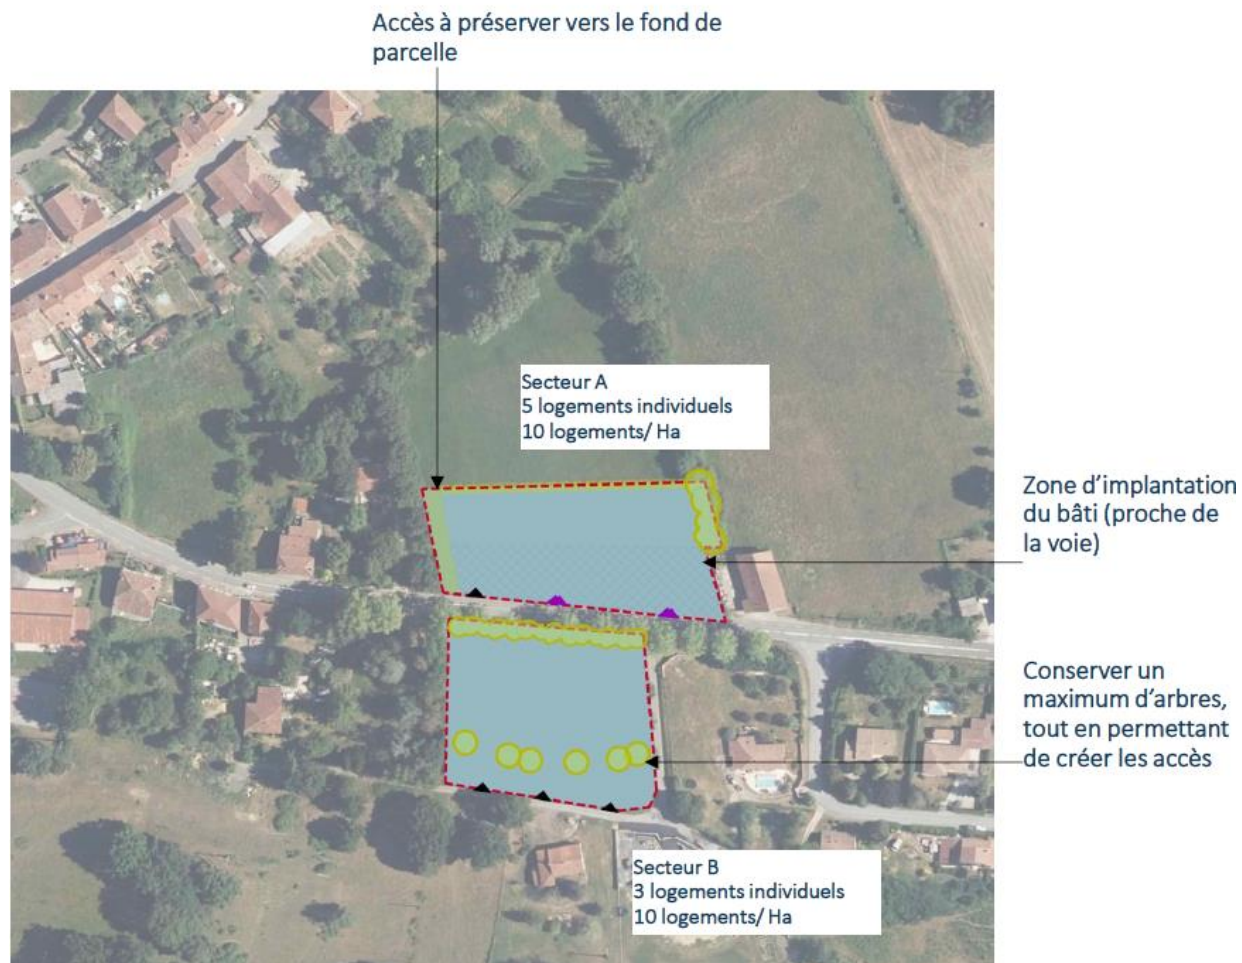 Accès à préserver vers le fond de
parcelle
Secteur A
5 logements individuels
10 logements/ Ha
Zone d’implantation
du bâti (proche de
la voie)
Conserver un
maximum d’arbres,
tout en permettant
de créer les accès
Secteur B
3 logements individuels
10 logements/ Ha